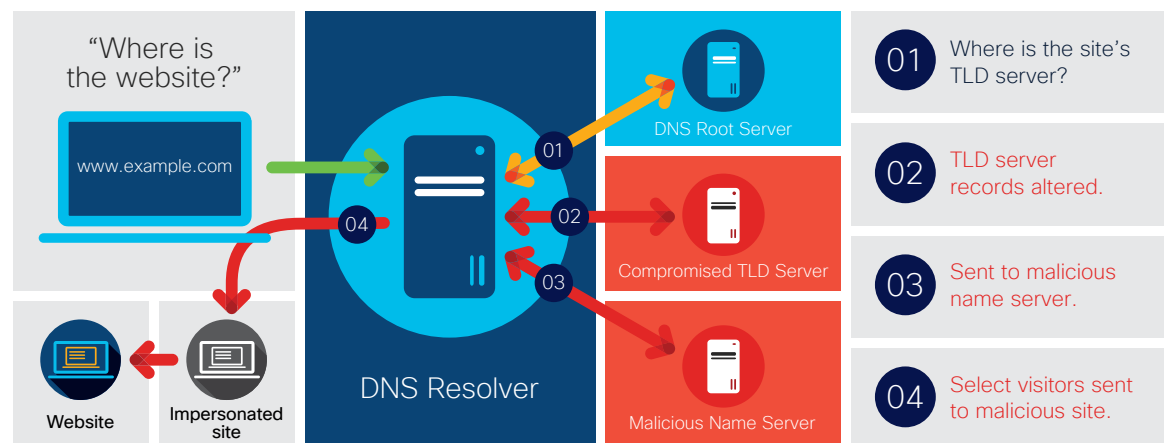 “Where is
the website?”
www.example.com
04
Website
Impersonated
site
DNS Resolver
01
02
03
DNS Root Server
Compromised TLD Server
Malicious Name Server
01
Where is the site’s
TLD server?
02
TLD server
records altered.
03
Sent to malicious
name server.
04
Select visitors sent
to malicious site.